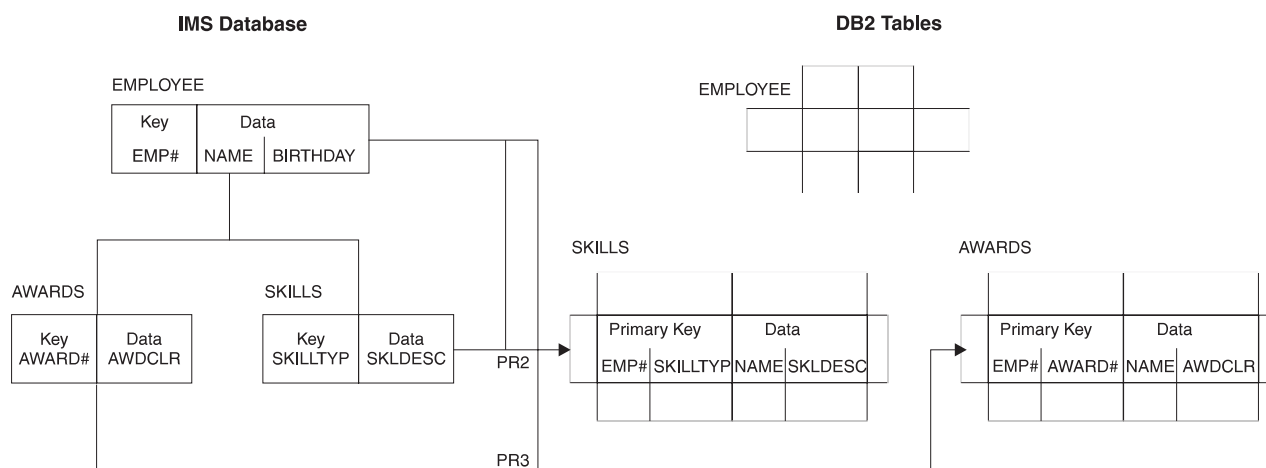 IMS Database
DB2 Tables
EMPLOYEE
Key Data
EMP# NAME BIRTHDAY
EMPLOYEE
AWARDS
Key Data
AWARD# AWDCLR
SKILLS
Key Data
SKILLTYP SKLDESC
PR2
PR3
SKILLS
Primary Key Data
EMP# SKILLTYP NAME SKLDESC
AWARDS
Primary Key Data
EMP# AWARD# NAME AWDCLR